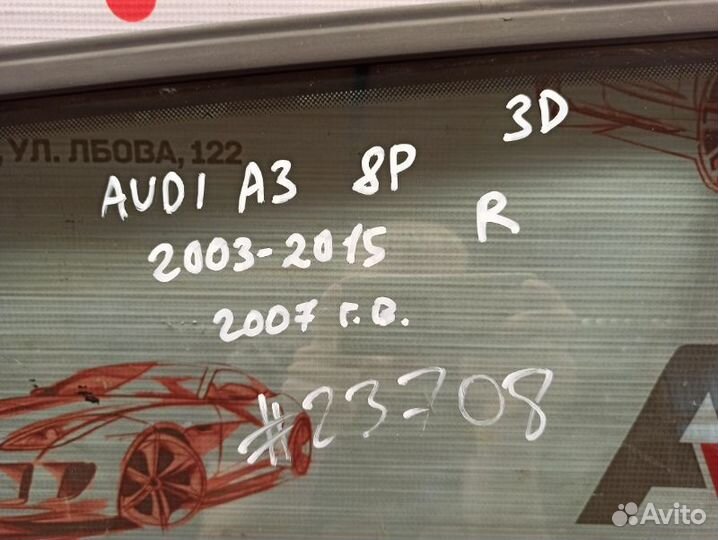 3D
, УЛ. ЛБОВА, 122
AUDI A3 8P
R
2003-2015
2007 г.в.
#23708
Avito